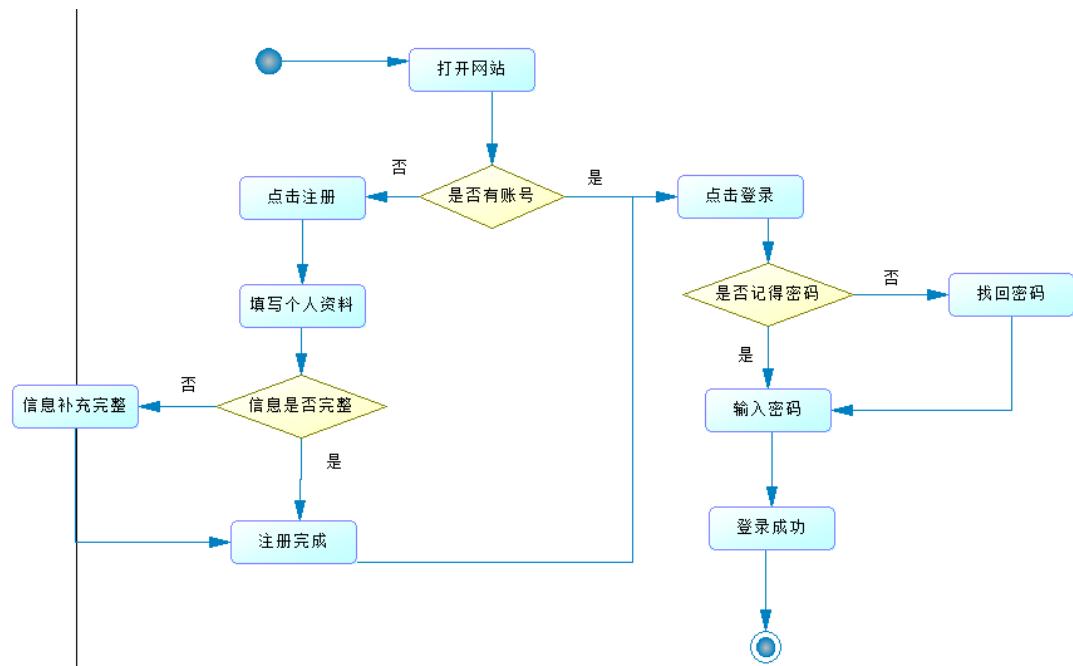 打开网站
是否有账号
否
是
点击注册
点击登录
填写个人资料
是否记得密码
否
找回密码
是
信息是否完整
否
信息补充完整
输入密码
是
注册完成
登录成功